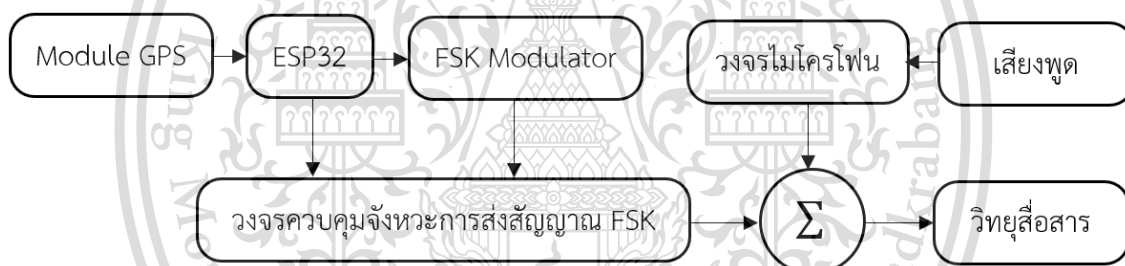 Module GPS
ESP32
FSK Modulator
วงจรไมโครโฟน
เสียงพูด
วงจรควบคุมจังหวะการส่งสัญญาณ FSK
Σ
วิทยุสื่อสาร